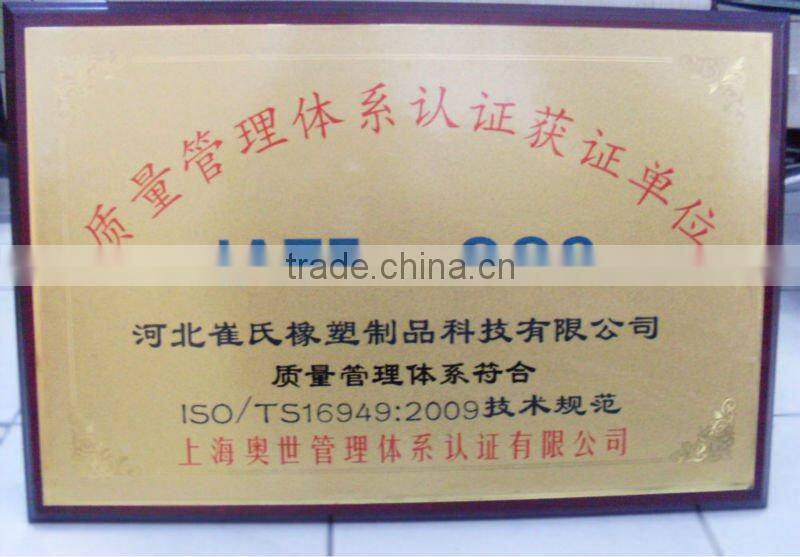 质量管理体系认证获证单位
trade.china.cn
河北崔氏橡塑制品科技有限公司
质量管理体系符合
ISO/TS16949:2009技术规范
上海奥世管理体系认证有限公司